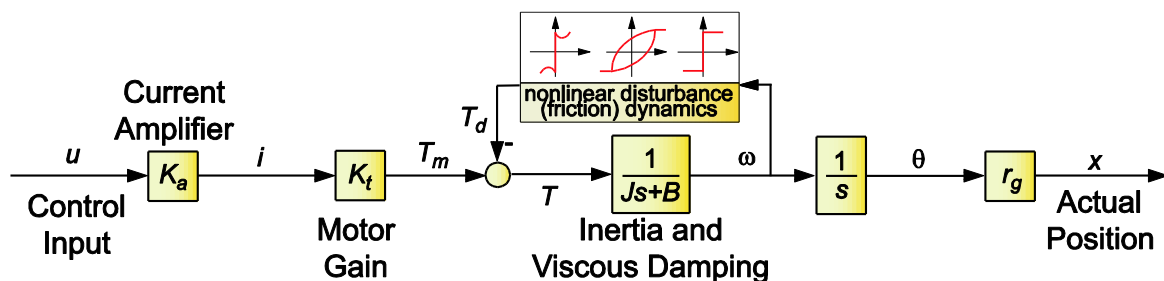 nonlinear disturbance
(friction) dynamics
Current
Amplifier
T_d
-
u
K_a
i
K_t
T_m
T
1
Js+B
ω
1
s
θ
r_g
x
Control
Input
Motor
Gain
Inertia and
Viscous Damping
Actual
Position